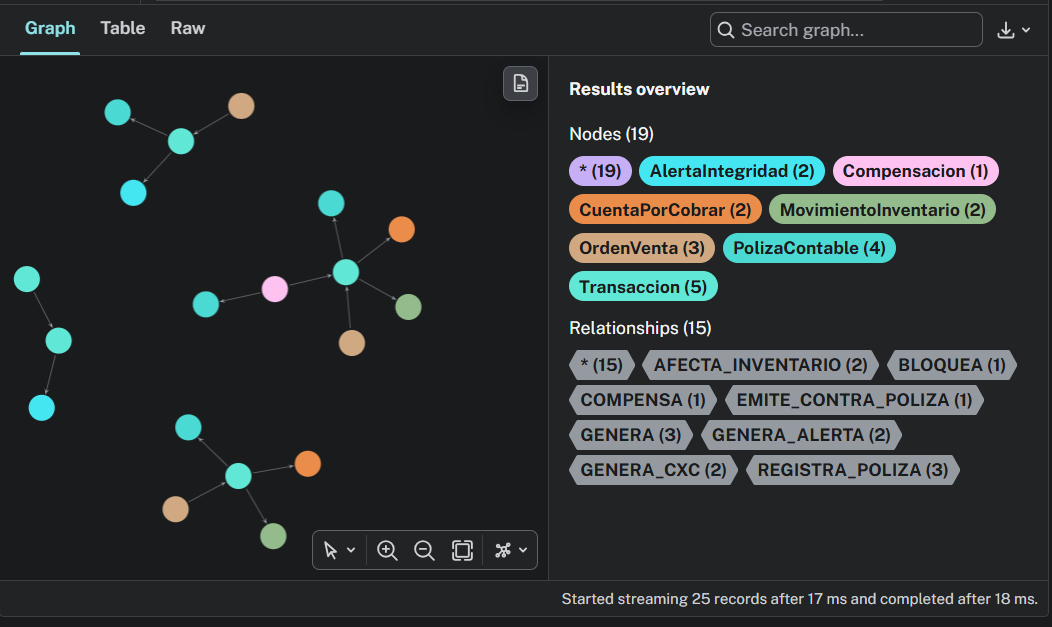 Graph Table Raw
Search graph...
Results overview
Nodes (19)
* (19) AlertaIntegridad (2) Compensacion (1)
CuentaPorCobrar (2) MovimientoInventario (2)
OrdenVenta (3) PolizaContable (4)
Transaccion (5)
Relationships (15)
* (15) AFECTA_INVENTARIO (2) BLOQUEA (1)
COMPENSA (1) EMITE_CONTRA_POLIZA (1)
GENERA (3) GENERA_ALERTA (2)
GENERA_CXC (2) REGISTRA_POLIZA (3)
Started streaming 25 records after 17 ms and completed after 18 ms.